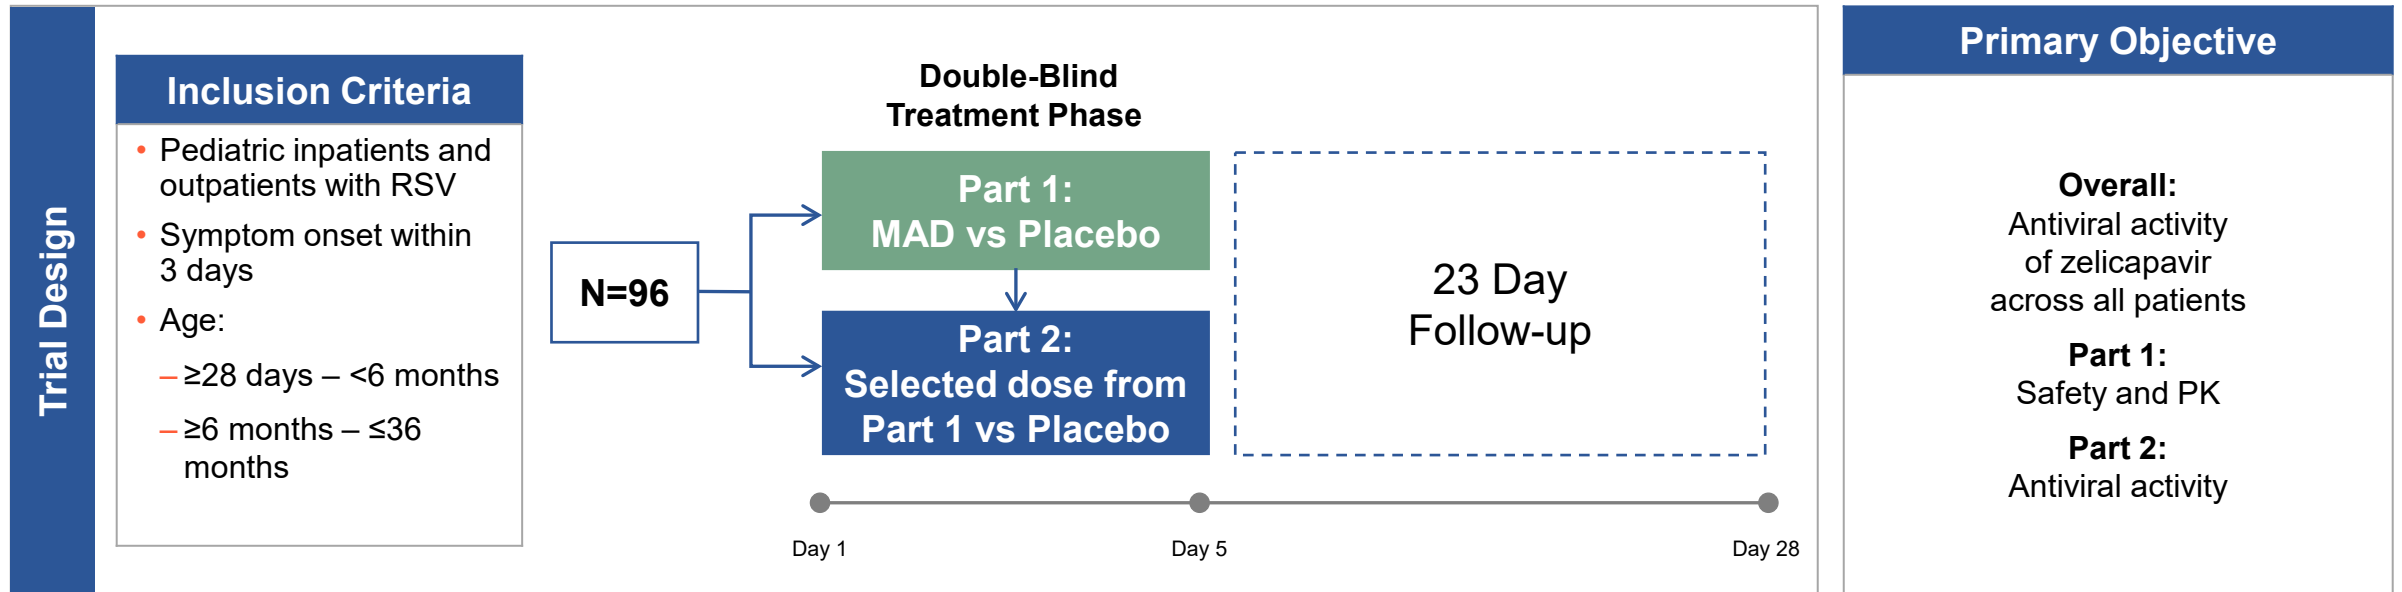 Trial Design
Inclusion Criteria
• Pediatric inpatients and
outpatients with RSV
• Symptom onset within
3 days
• Age:
– ≥28 days – <6 months
– ≥6 months – ≤36
months
N=96
Double-Blind
Treatment Phase
Part 1:
MAD vs Placebo
Part 2:
Selected dose from
Part 1 vs Placebo
23 Day
Follow-up
Day 1
Day 5
Day 28
Primary Objective
Overall:
Antiviral activity
of zelicapavir
across all patients
Part 1:
Safety and PK
Part 2:
Antiviral activity